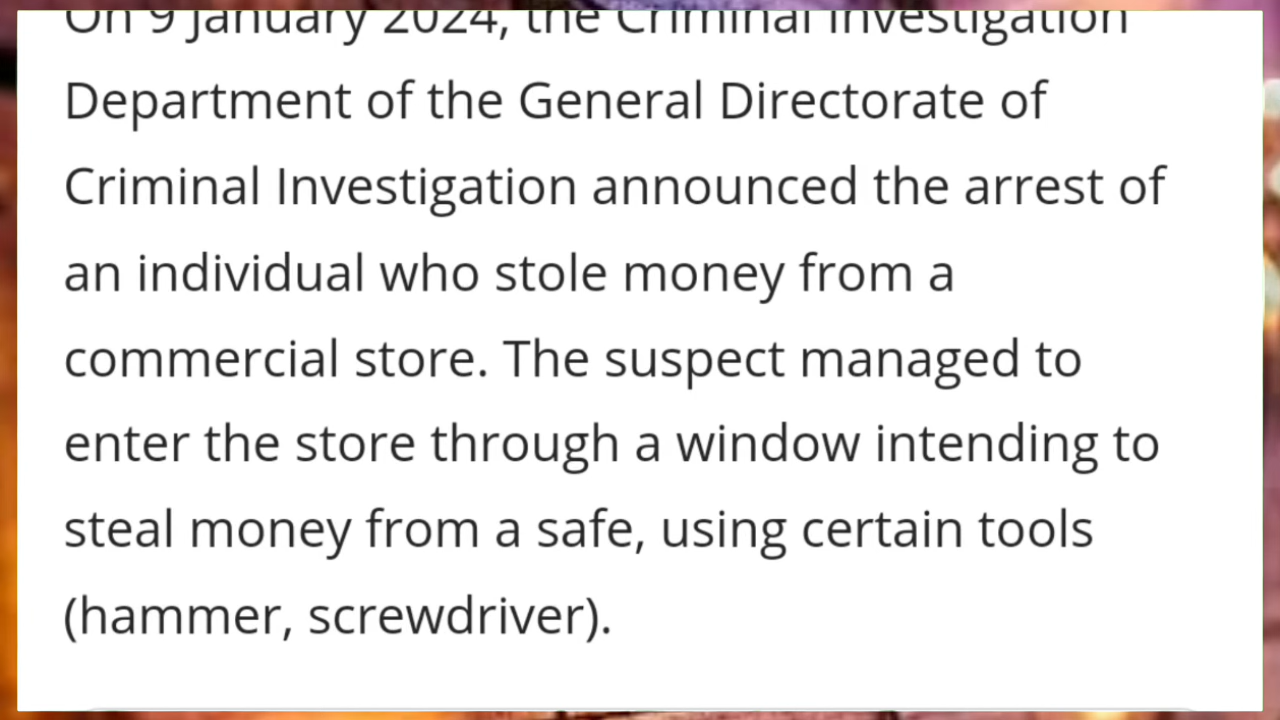 On 9 January 2024, the Criminal Investigation
Department of the General Directorate of
Criminal Investigation announced the arrest of
an individual who stole money from a
commercial store. The suspect managed to
enter the store through a window intending to
steal money from a safe, using certain tools
(hammer, screwdriver).